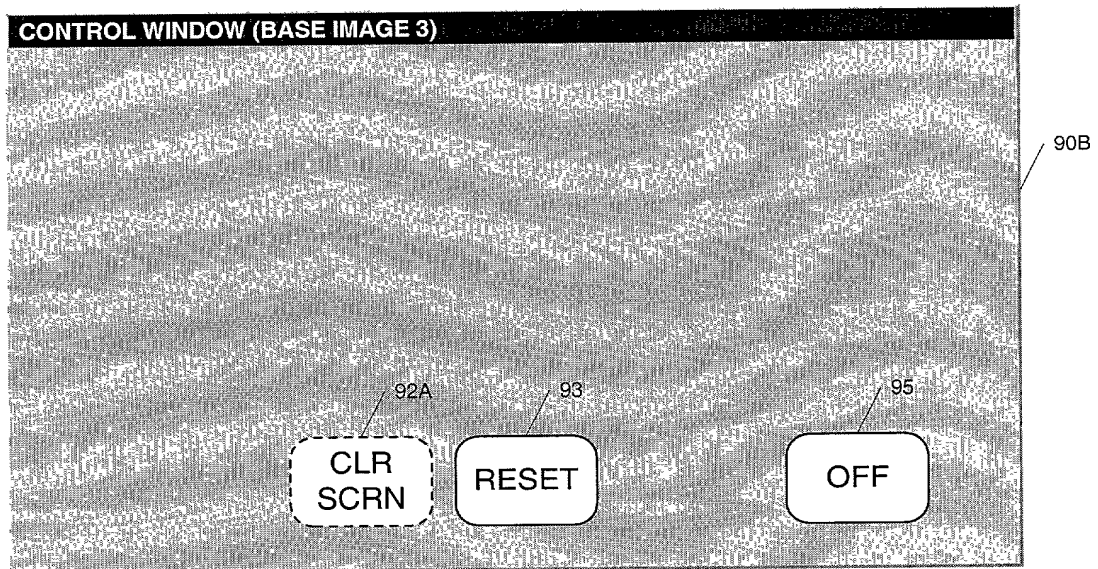 CONTROL WINDOW (BASE IMAGE 3)
90B
92A
93
95
CLR
SCRN
RESET
OFF